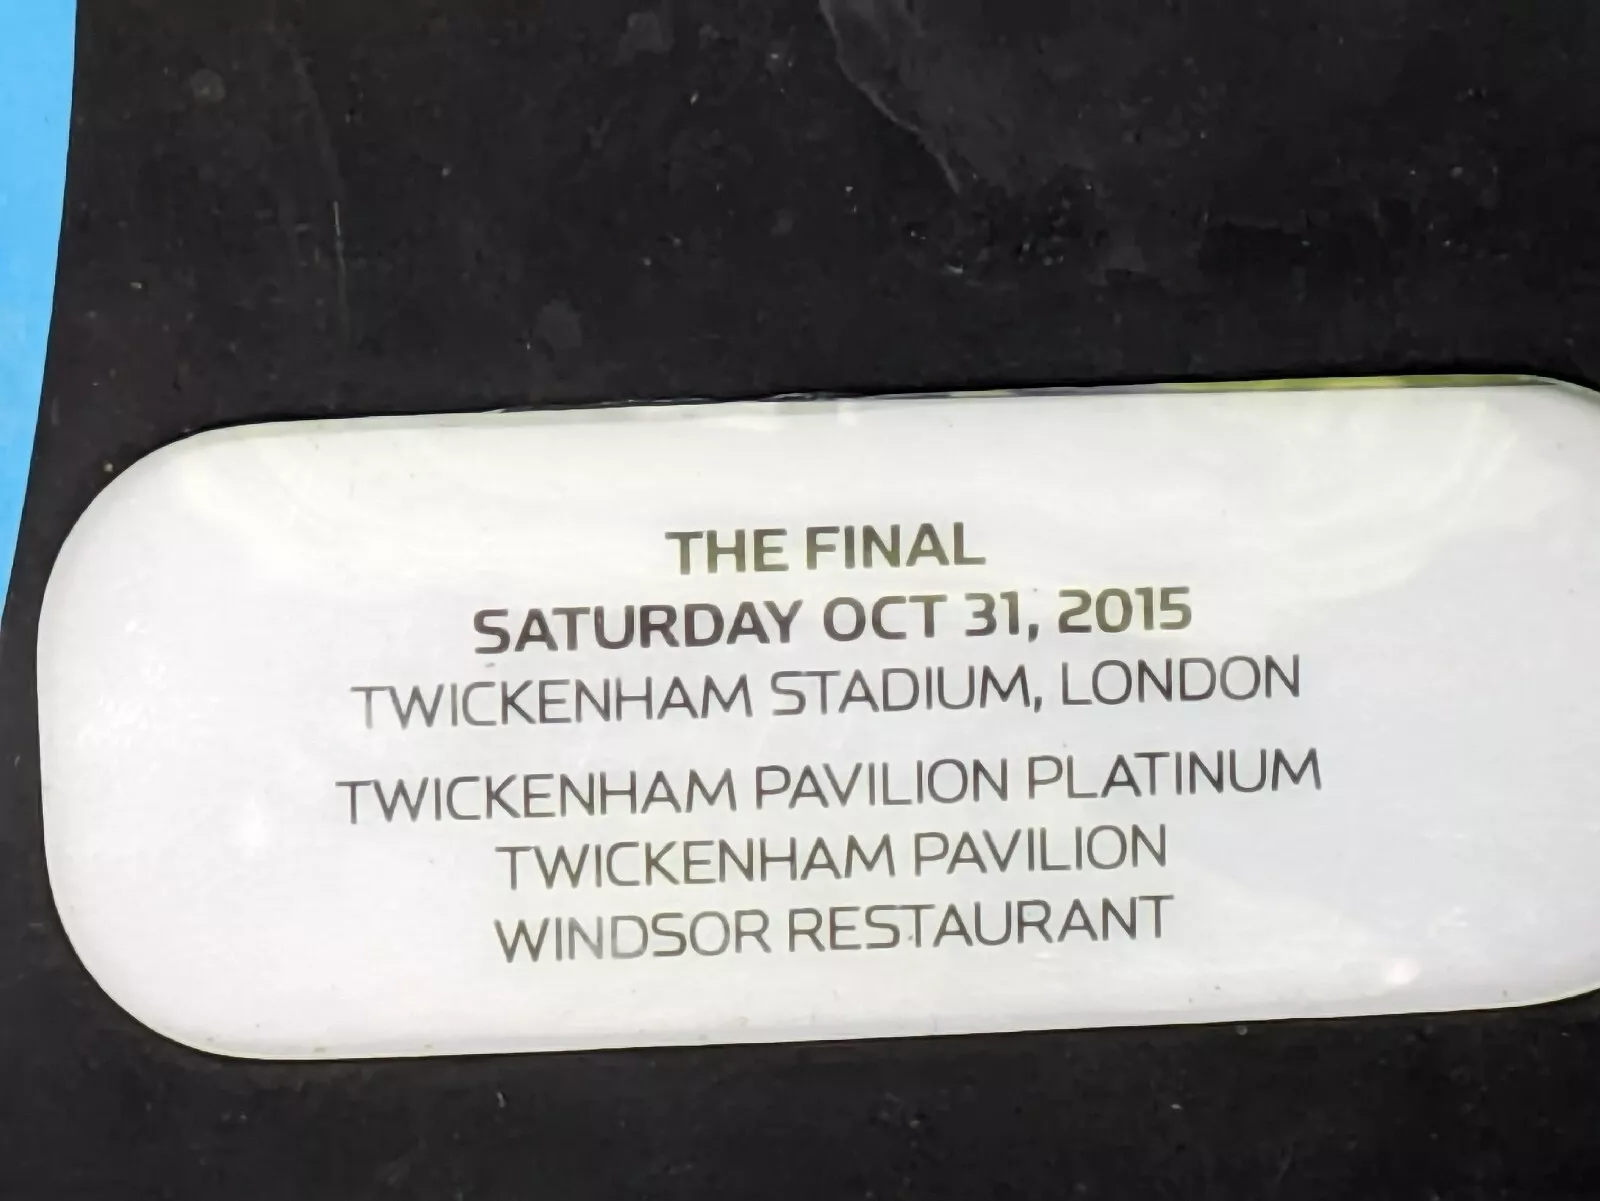 THE FINAL
SATURDAY OCT 31, 2015
TWICKENHAM STADIUM, LONDON
TWICKENHAM PAVILION PLATINUM
TWICKENHAM PAVILION
WINDSOR RESTAURANT